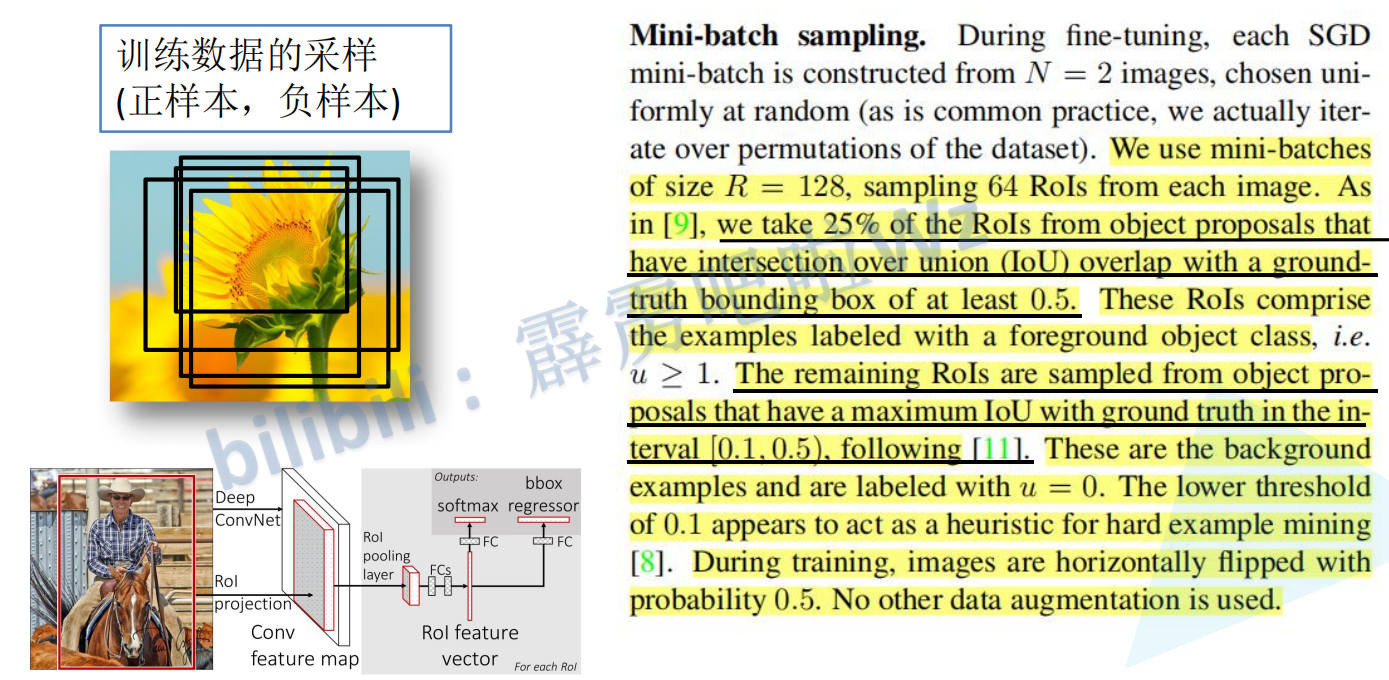 训练数据的采样
(正样本，负样本)
Mini-batch sampling. During fine-tuning, each SGD
mini-batch is constructed from N = 2 images, chosen uni-
formly at random (as is common practice, we actually iter-
ate over permutations of the dataset). We use mini-batches
of size R = 128, sampling 64 RoIs from each image. As
in [9], we take 25% of the RoIs from object proposals that
have intersection over union (IoU) overlap with a ground-
truth bounding box of at least 0.5. These RoIs comprise
the examples labeled with a foreground object class, i.e.
u ≥ 1. The remaining RoIs are sampled from object pro-
posals that have a maximum IoU with ground truth in the in-
terval [0.1, 0.5), following [11]. These are the background
examples and are labeled with u = 0. The lower threshold
of 0.1 appears to act as a heuristic for hard example mining
[8]. During training, images are horizontally flipped with
probability 0.5. No other data augmentation is used.
bilibili：霹雳吧啦Wz
Deep
ConvNet
RoI
projection
Conv
feature map
RoI
pooling
layer
FCs
RoI feature
vector
Outputs:
softmax
bbox
regressor
FC
FC
For each RoI